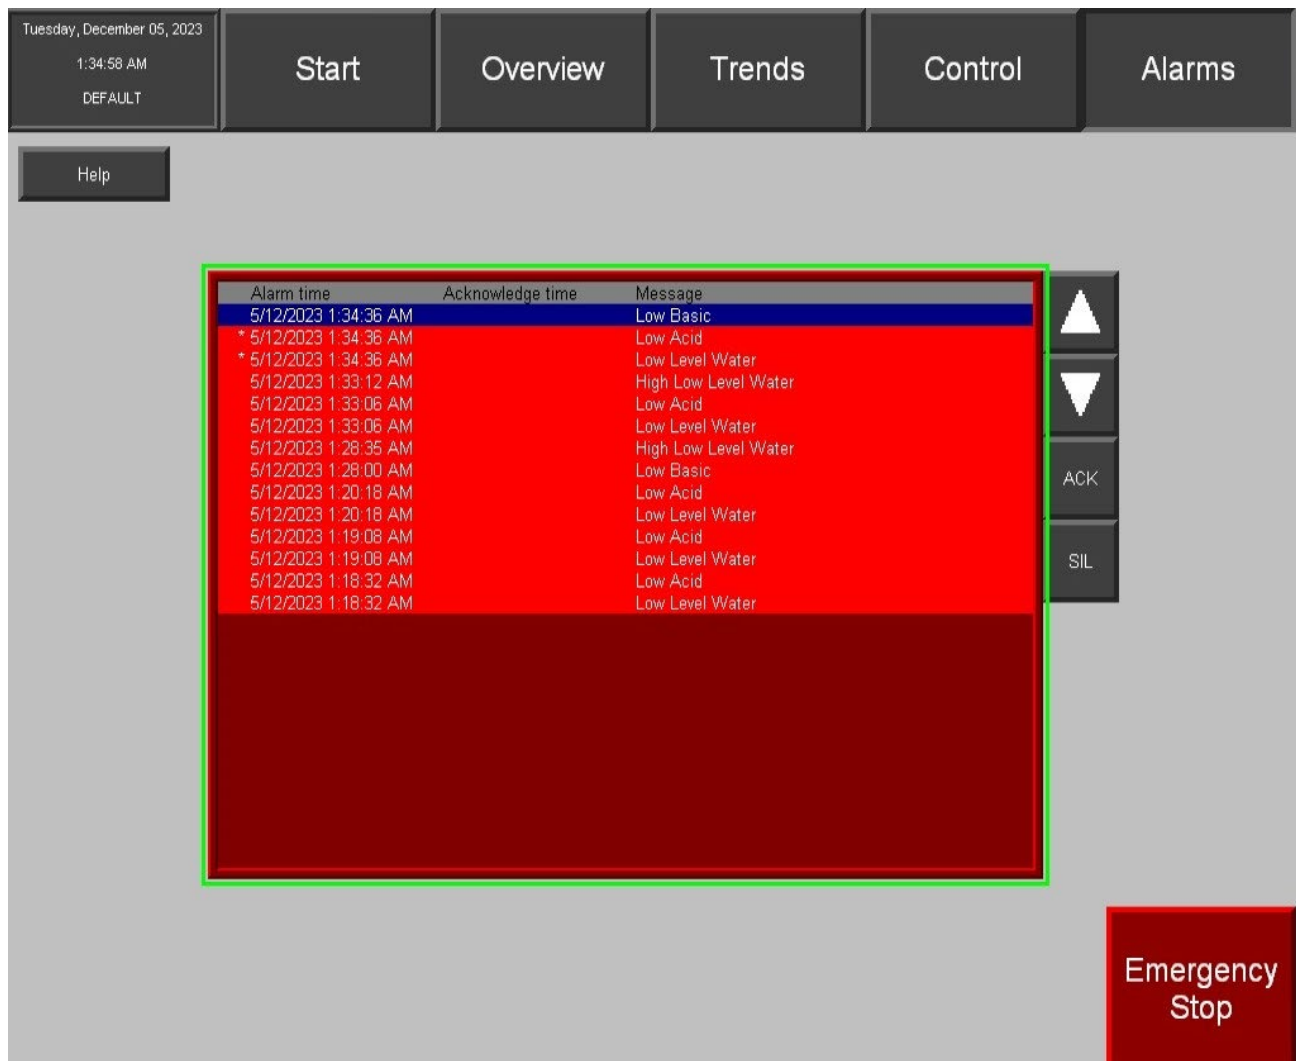 Tuesday, December 05, 2023
1:34:58 AM
DEFAULT
Start
Overview
Trends
Control
Alarms
Help
Alarm time Acknowledge time Message
5/12/2023 1:34:36 AM Low Basic
* 5/12/2023 1:34:36 AM Low Acid
* 5/12/2023 1:34:36 AM Low Level Water
5/12/2023 1:33:12 AM High Low Level Water
5/12/2023 1:33:06 AM Low Acid
5/12/2023 1:33:06 AM Low Level Water
5/12/2023 1:28:35 AM High Low Level Water
5/12/2023 1:28:00 AM Low Basic
5/12/2023 1:20:18 AM Low Acid
5/12/2023 1:20:18 AM Low Level Water
5/12/2023 1:19:08 AM Low Acid
5/12/2023 1:19:08 AM Low Level Water
5/12/2023 1:18:32 AM Low Acid
5/12/2023 1:18:32 AM Low Level Water
ACK
SIL
Emergency
Stop